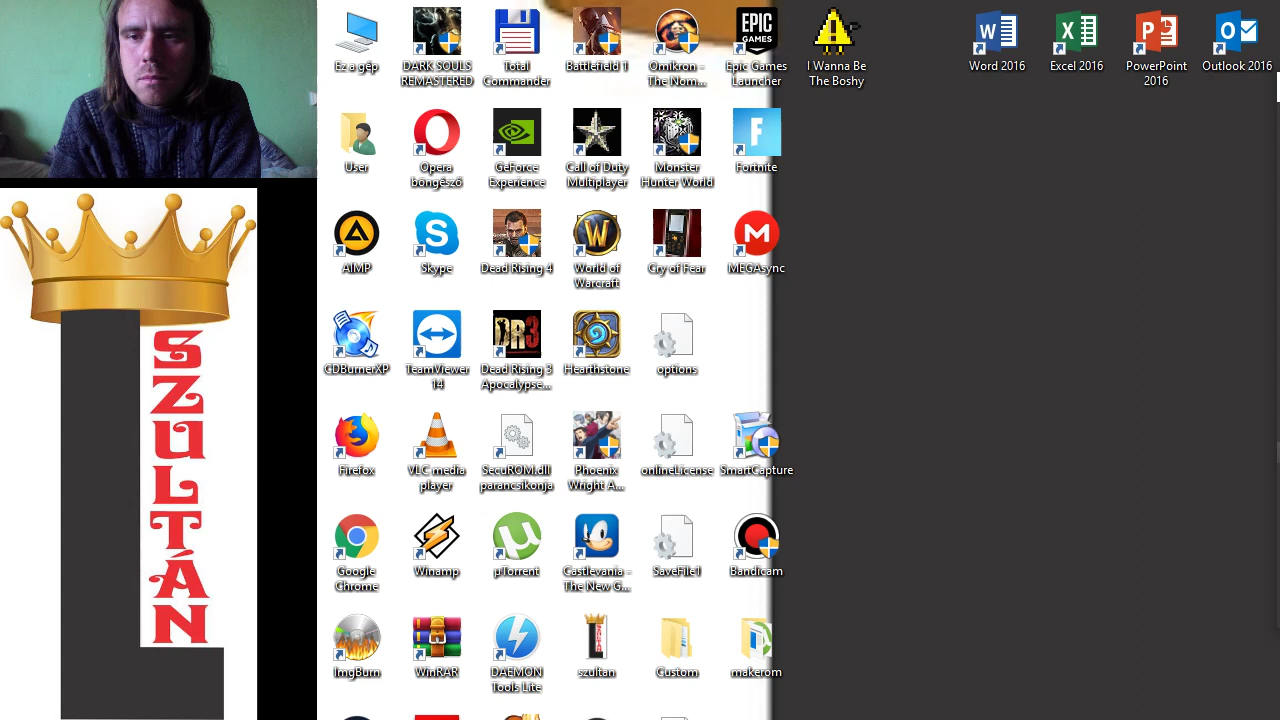 Ez a gép
DARK SOULS
REMASTERED
Total
Commander
Battlefield 1
Omikron -
The Nom...
EPIC
GAMES
Epic Games
Launcher
I Wanna Be
The Boshy
Word 2016
Excel 2016
PowerPoint
2016
Outlook 2016
User
Opera
böngésző
GeForce
Experience
Call of Duty
Multiplayer
Monster
Hunter World
Fortnite
AIMP
Skype
Dead Rising 4
World of
Warcraft
Cry of Fear
MEGAsync
CDBurnerXP
TeamViewer
14
DR3
Dead Rising 3
Apocalypse...
Hearthstone
options
Firefox
VLC media
player
SecuROM.dll
parancsikonja
Phoenix
Wright A...
onlineLicense
SmartCapture
Google
Chrome
Winamp
µTorrent
Castlevania -
The New G...
SaveFile1
Bandicam
ImgBurn
WinRAR
DAEMON
Tools Lite
szultan
Custom
makerom
SZULTÁN